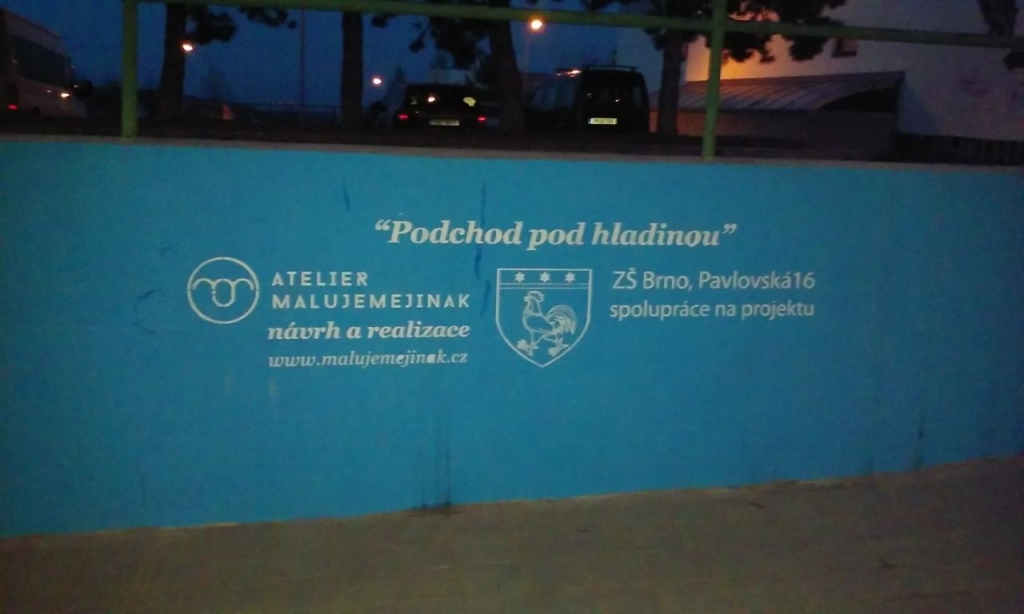 “Podchod pod hladinou”
ATELIER
MALUJEMEJINAK
návrh a realizace
www.malujemejinak.cz
ZŠ Brno, Pavlovská16
spolupráce na projektu